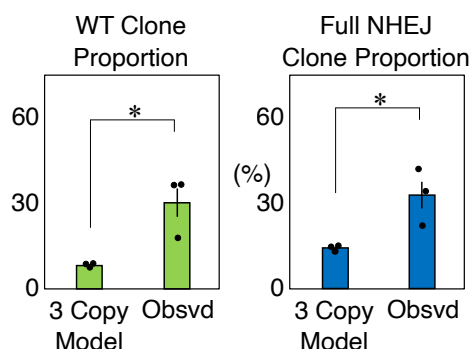 WT Clone
Proportion
60
30
0
*
3 Copy
Model
Obsvd
Full NHEJ
Clone Proportion
(%)
60
30
0
*
3 Copy
Model
Obsvd